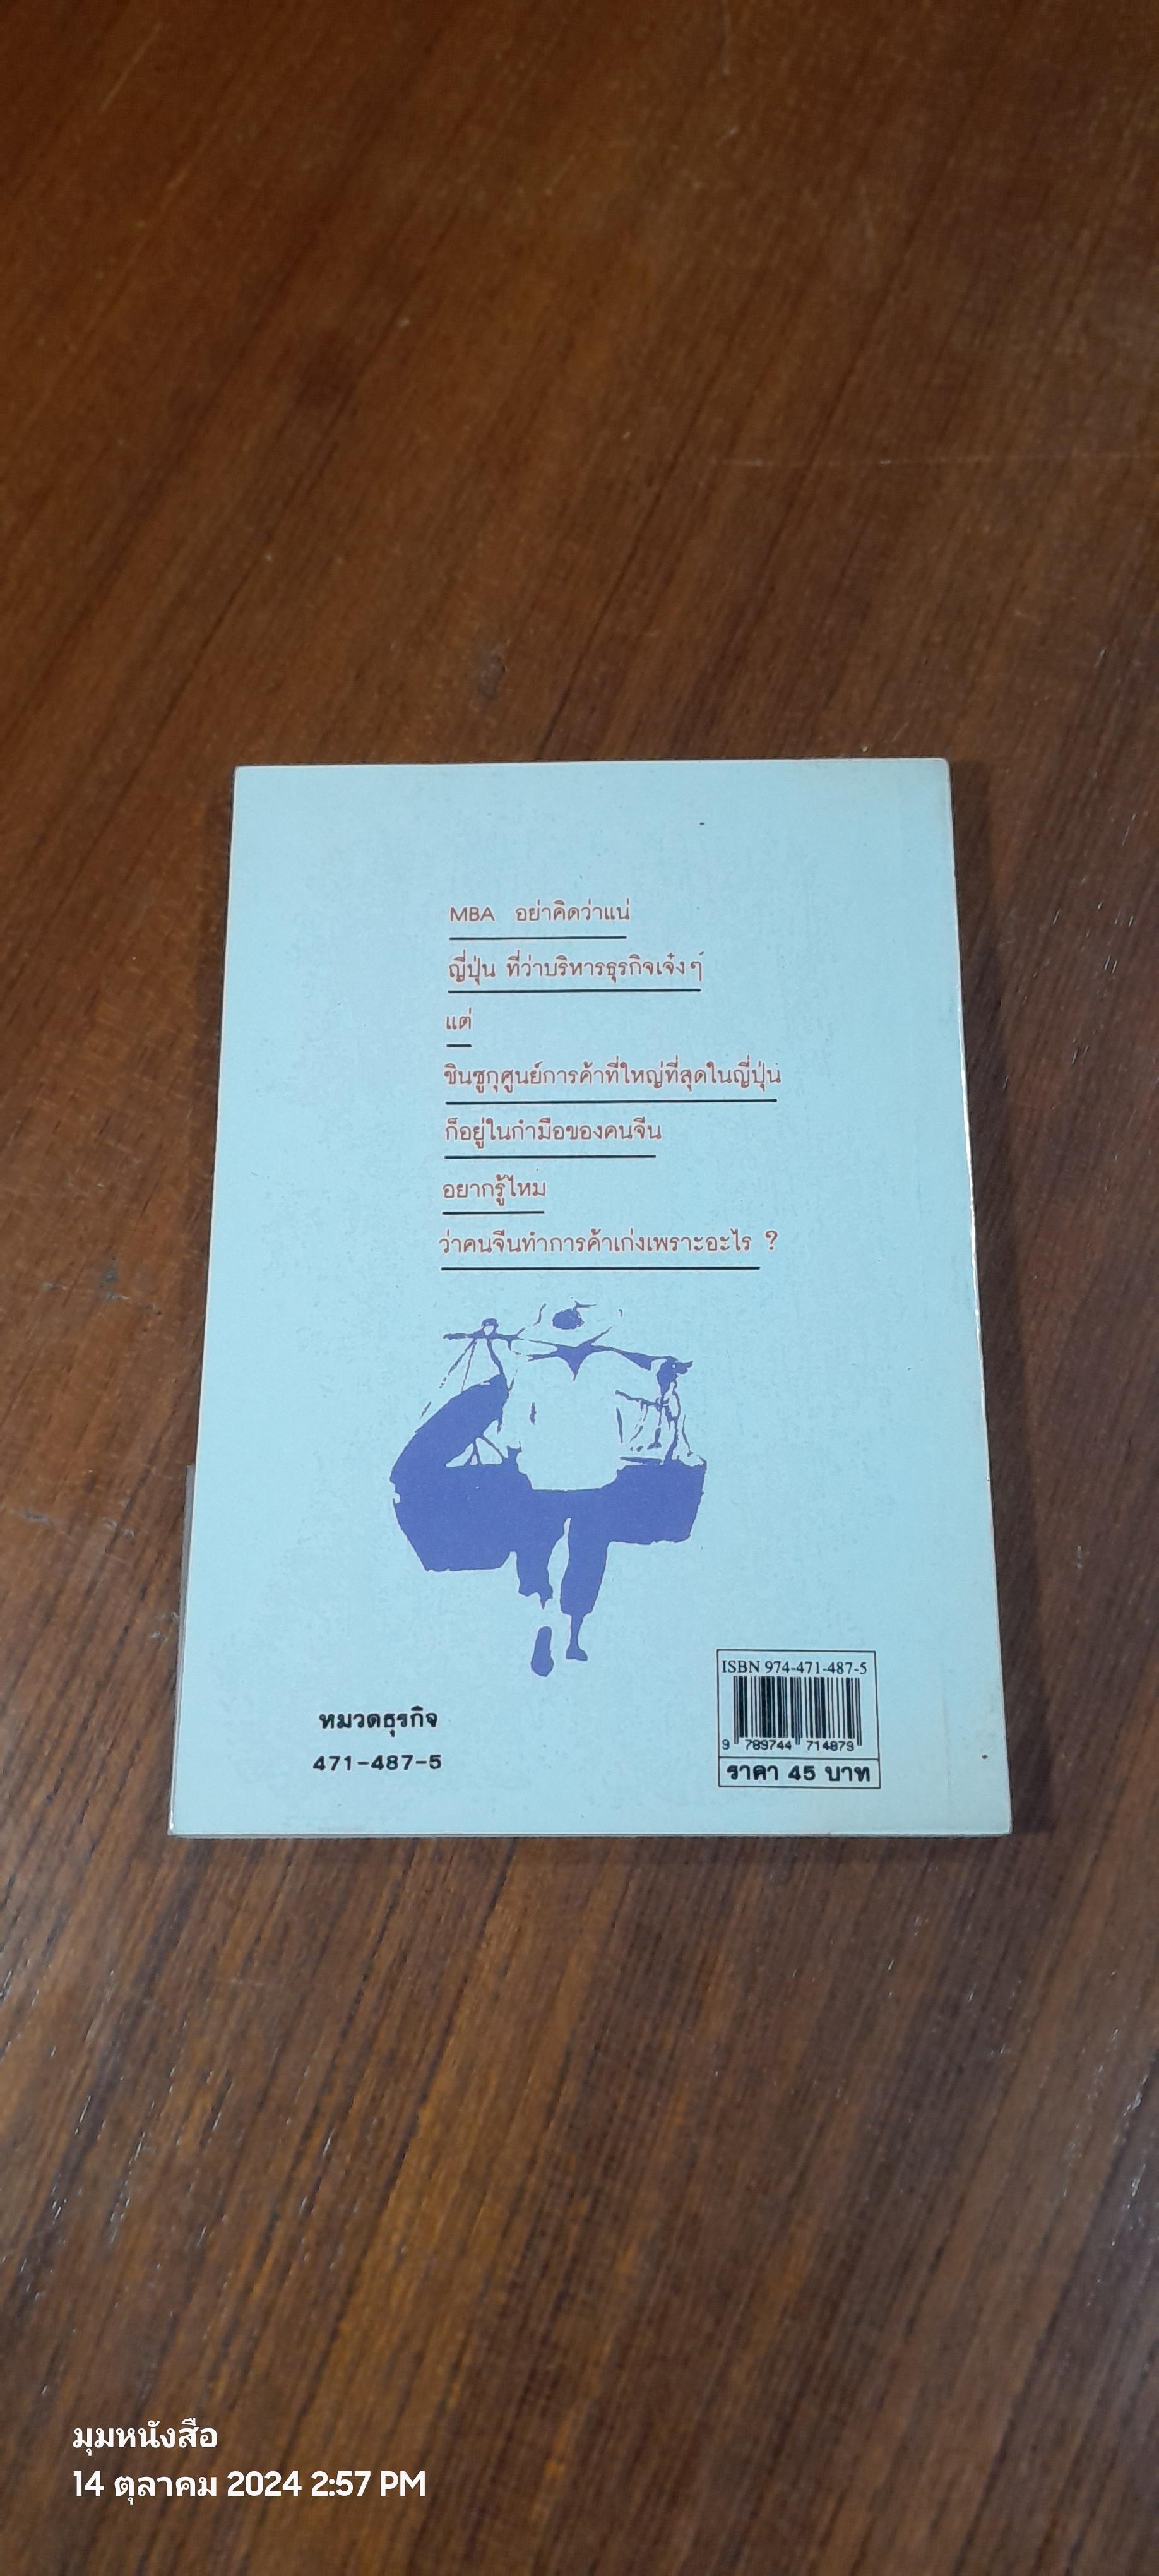 MBA อย่าคิดว่าแน่
ญี่ปุ่น ที่ว่าบริหารธุรกิจเจ๋งๆ
แต่
ชินซูกุศูนย์การค้าที่ใหญ่ที่สุดในญี่ปุ่น
ก็อยู่ในกำมือของคนจีน
อยากรู้ไหม
ว่าคนจีนทำการค้าเก่งเพราะอะไร ?
หมวดธุรกิจ
471-487-5
ISBN 974-471-487-5
9 789744 714879
ราคา 45 บาท
มุมหนังสือ
14 ตุลาคม 2024 2:57 PM